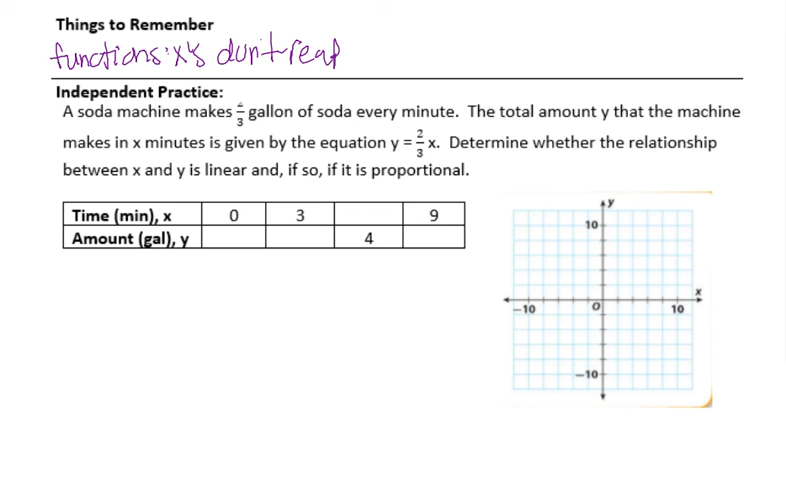 Things to Remember
functions: x's don't repeat
Independent Practice:
A soda machine makes 2/3 gallon of soda every minute. The total amount y that the machine
makes in x minutes is given by the equation y = 2/3 x. Determine whether the relationship
between x and y is linear and, if so, if it is proportional.
Time (min), x 0 3 9
Amount (gal), y 4
y
10
x
-10 O 10
-10